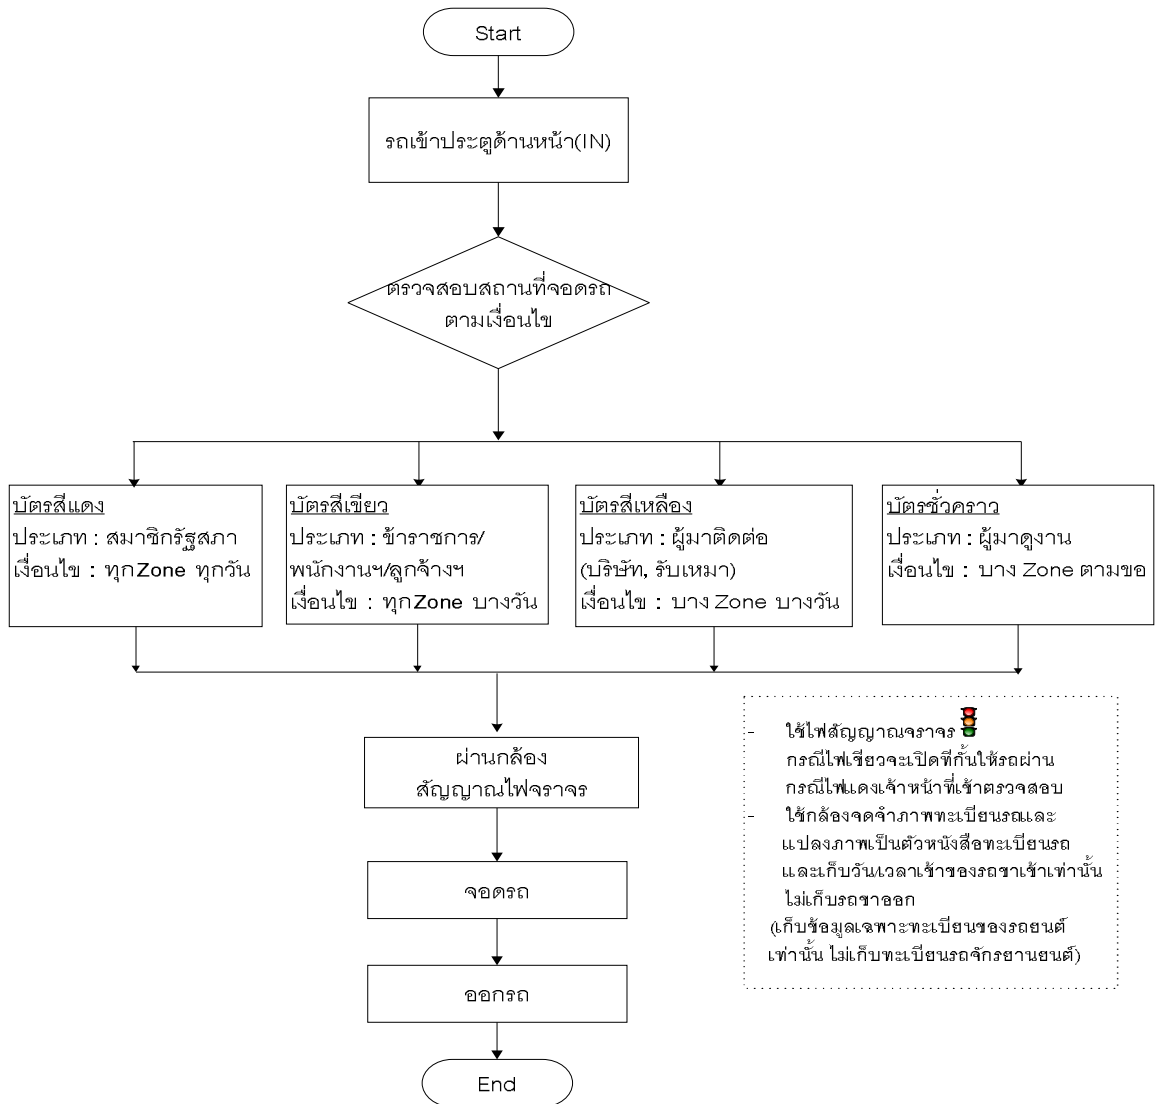 Start
รถเข้าประตูด้านหน้า(IN)
ตรวจสอบสถานที่จอดรถ
ตามเงื่อนไข
บัตรสีแดง
ประเภท : สมาชิกรัฐสภา
เงื่อนไข : ทุกZone ทุกวัน
บัตรสีเขียว
ประเภท : ข้าราชการ/
พนักงานฯ/ลูกจ้างฯ
เงื่อนไข : ทุกZone บางวัน
บัตรสีเหลือง
ประเภท : ผู้มาติดต่อ
(บริษัท, รับเหมา)
เงื่อนไข : บาง Zone บางวัน
บัตรชั่วคราว
ประเภท : ผู้มาดูงาน
เงื่อนไข : บาง Zone ตามขอ
ผ่านกล้อง
สัญญาณไฟจราจร
จอดรถ
ออกรถ
End
- ใช้ไฟสัญญาณจราจร
กรณีไฟเขียวจะเปิดที่กั้นให้รถผ่าน
กรณีไฟแดงเจ้าหน้าที่เข้าตรวจสอบ
- ใช้กล้องจดจำภาพทะเบียนรถและ
แปลงภาพเป็นตัวหนังสือทะเบียนรถ
และเก็บวัน/เวลาเข้าของรถขาเข้าเท่านั้น
ไม่เก็บรถขาออก
(เก็บข้อมูลเฉพาะทะเบียนของรถยนต์
เท่านั้น ไม่เก็บทะเบียนรถจักรยานยนต์)